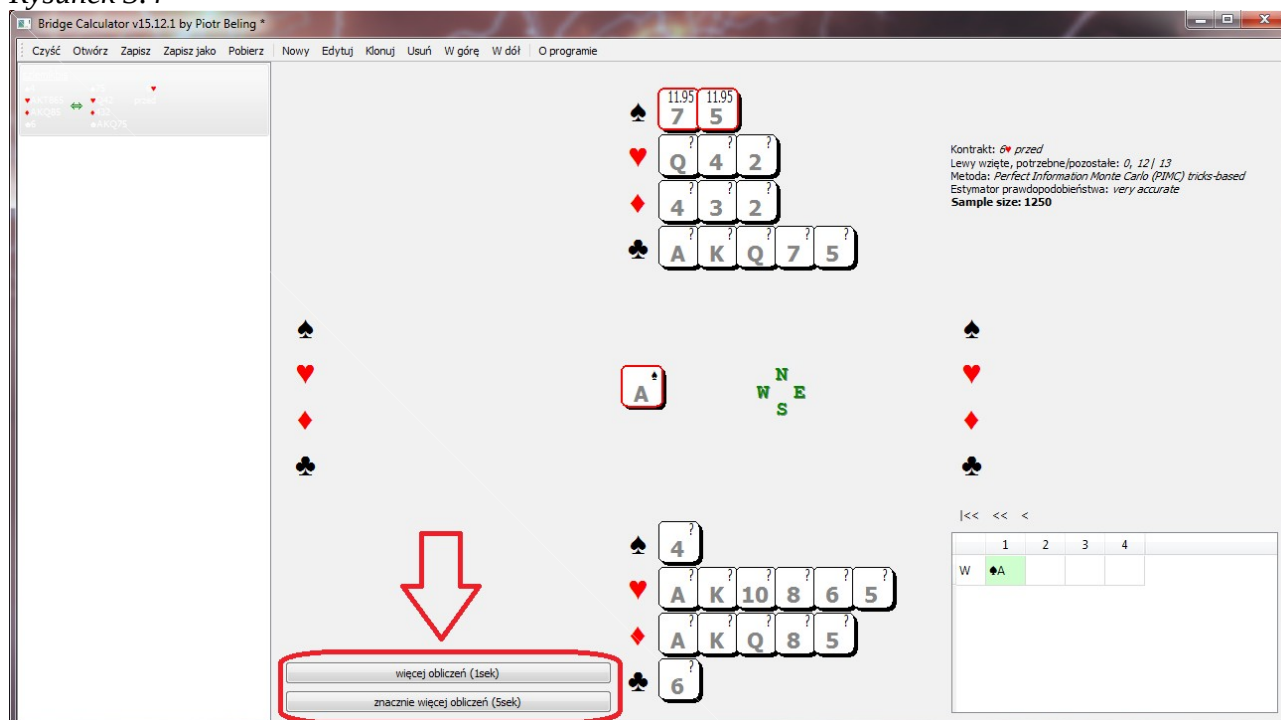 Bridge Calculator v15.12.1 by Piotr Beling *
Czyść Otwórz Zapisz Zapisz jako Pobierz Nowy Edytuj Klonuj Usuń W górę W dół O programie
♠ 11.95 7 11.95 5
♥ ? Q ? 4 ? 2
♦ ? 4 ? 3 ? 2
♣ ? A ? K ? Q ? 7 ? 5
Kontrakt: 6♥ przed
Lewy wzięte, potrzebne/pozostałe: 0, 12 | 13
Metoda: Perfect Information Monte Carlo (PIMC) tricks-based
Estymator prawdopodobieństwa: very accurate
Sample size: 1250
♠
♥
♦
♣
A ♠
N
W E
S
♠
♥
♦
♣
|<< << <
1 2 3 4
W ♠A
♠ ? 4
♥ ? A ? K ? 10 ? 8 ? 6 ? 5
♦ ? A ? K ? Q ? 8 ? 5
♣ ? 6
więcej obliczeń (1sek)
znacznie więcej obliczeń (5sek)